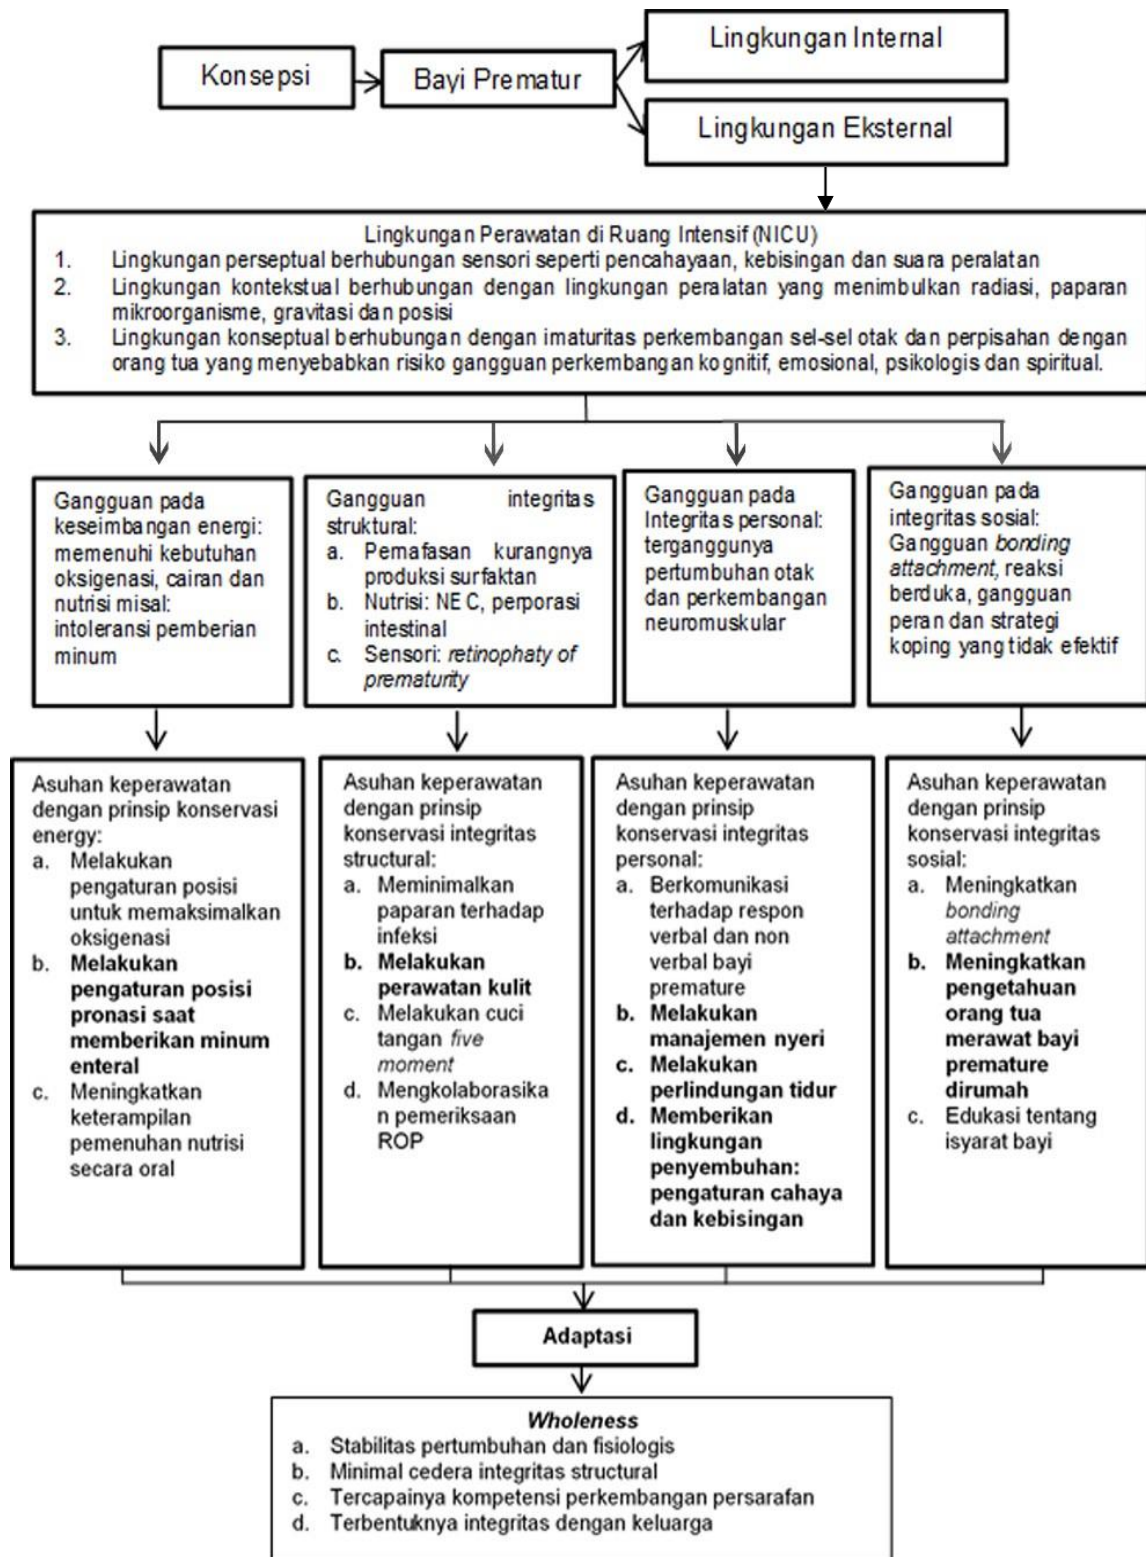 Konsepsi
Bayi Prematur
Lingkungan Internal
Lingkungan Eksternal
Lingkungan Perawatan di Ruang Intensif (NICU)
1. Lingkungan perseptual berhubungan sensori seperti pencahayaan, kebisingan dan suara peralatan
2. Lingkungan kontekstual berhubungan dengan lingkungan peralatan yang menimbulkan radiasi, paparan
mikroorganisme, gravitasi dan posisi
3. Lingkungan konseptual berhubungan dengan imaturitas perkembangan sel-sel otak dan perpisahan dengan
orang tua yang menyebabkan risiko gangguan perkembangan kognitif, emosional, psikologis dan spiritual.
Gangguan pada
keseimbangan energi:
memenuhi kebutuhan
oksigenasi, cairan dan
nutrisi misal:
intoleransi pemberian
minum
Gangguan integritas
struktural:
a. Pernafasan kurangnya
produksi surfaktan
b. Nutrisi: NEC, perporasi
intestinal
c. Sensori: retinophaty of
prematurity
Gangguan pada
Integritas personal:
terganggunya
pertumbuhan otak
dan perkembangan
neuromuskular
Gangguan pada
integritas sosial:
Gangguan bonding
attachment, reaksi
berduka, gangguan
peran dan strategi
koping yang tidak efektif
Asuhan keperawatan
dengan prinsip konservasi
energy:
a. Melakukan
pengaturan posisi
untuk memaksimalkan
oksigenasi
b. Melakukan
pengaturan posisi
pronasi saat
memberikan minum
enteral
c. Meningkatkan
keterampilan
pemenuhan nutrisi
secara oral
Asuhan keperawatan
dengan prinsip
konservasi integritas
structural:
a. Meminimalkan
paparan terhadap
infeksi
b. Melakukan
perawatan kulit
c. Melakukan cuci
tangan five
moment
d. Mengkolaborasika
n pemeriksaan
ROP
Asuhan keperawatan
dengan prinsip
konservasi integritas
personal:
a. Berkomunikasi
terhadap respon
verbal dan non
verbal bayi
premature
b. Melakukan
manajemen nyeri
c. Melakukan
perlindungan tidur
d. Memberikan
lingkungan
penyembuhan:
pengaturan cahaya
dan kebisingan
Asuhan keperawatan
dengan prinsip
konservasi integritas
sosial:
a. Meningkatkan
bonding
attachment
b. Meningkatkan
pengetahuan
orang tua
merawat bayi
premature
dirumah
c. Edukasi tentang
isyarat bayi
Adaptasi
Wholeness
a. Stabilitas pertumbuhan dan fisiologis
b. Minimal cedera integritas structural
c. Tercapainya kompetensi perkembangan persarafan
d. Terbentuknya integritas dengan keluarga